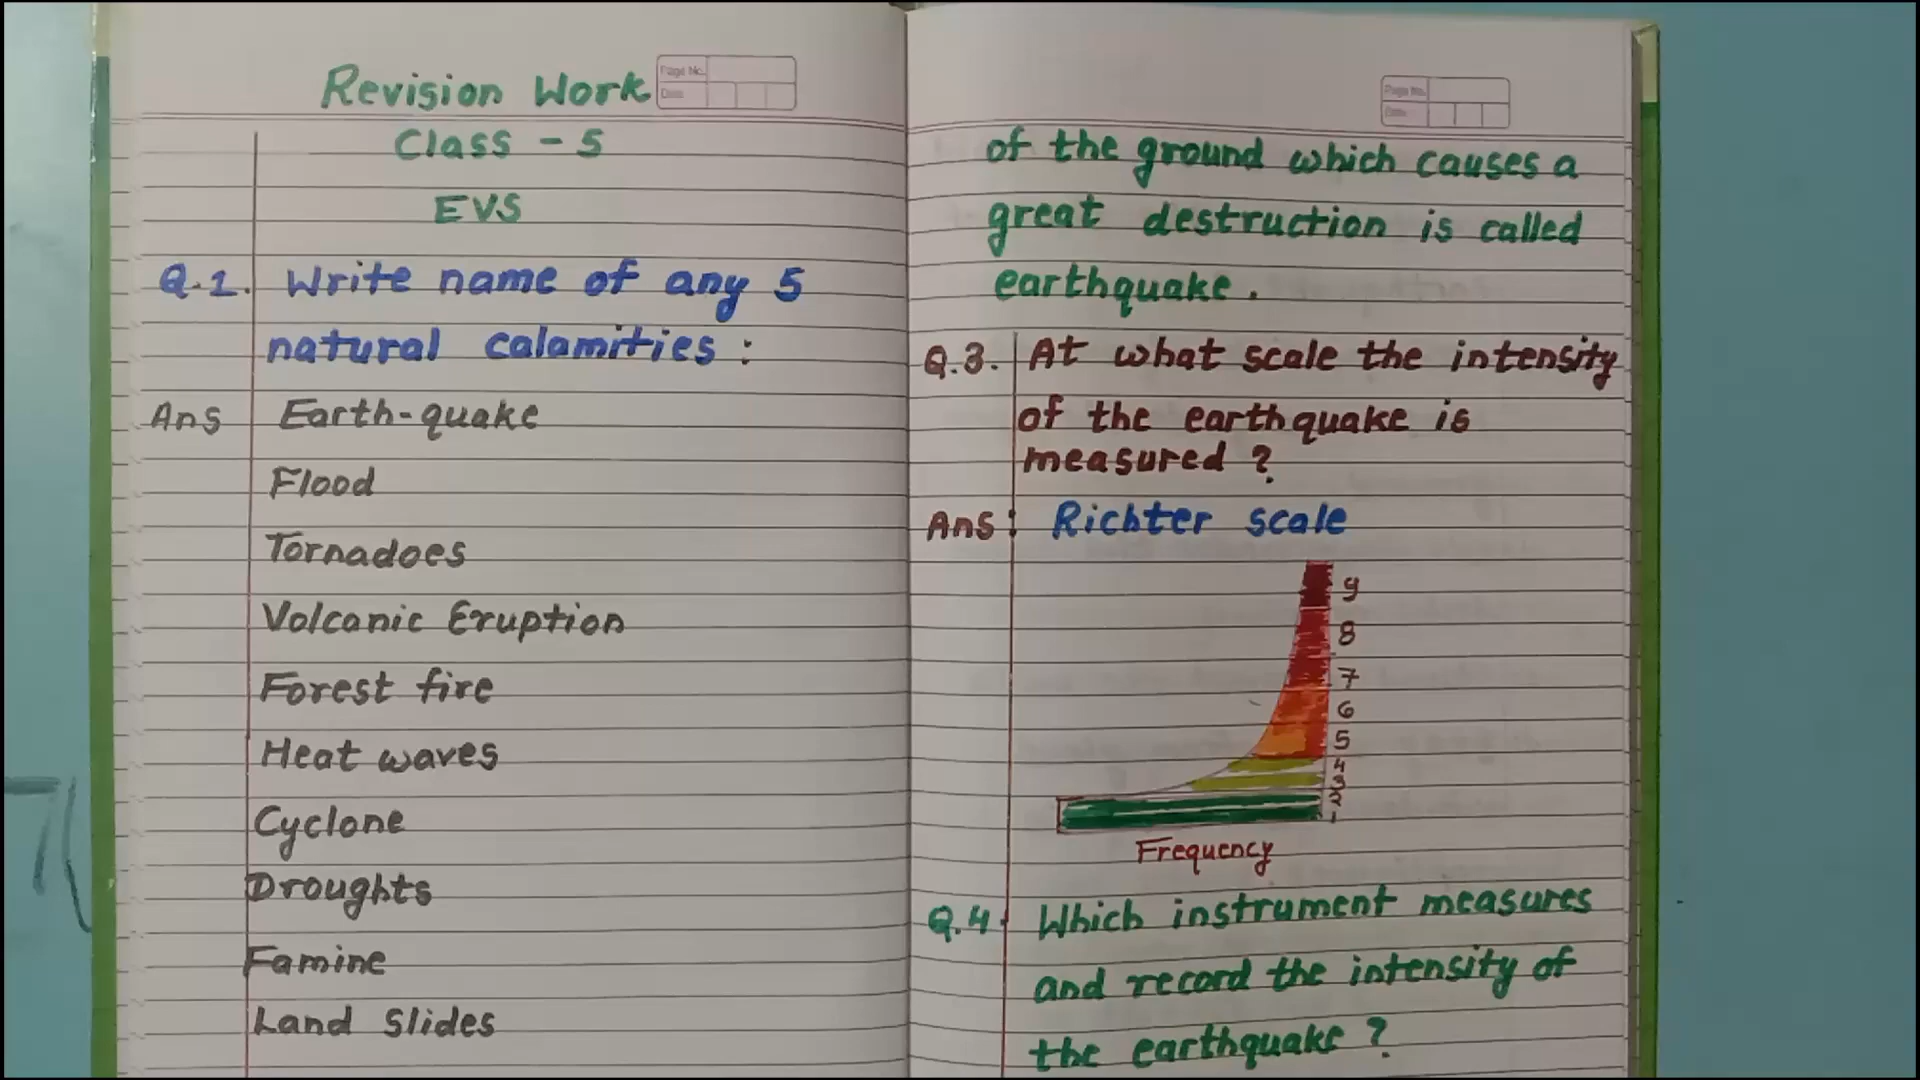 Revision Work
Page No.
Date
Class - 5
EVS
Q.1. Write name of any 5
natural calamities :
Ans Earth-quake
Flood
Tornadoes
Volcanic Eruption
Forest fire
Heat waves
Cyclone
Droughts
Famine
Land Slides
Page No.
Date
of the ground which causes a
great destruction is called
earthquake.
Q.3. At what scale the intensity
of the earthquake is
measured ?
Ans: Richter scale
9
8
7
6
5
4
3
2
1
Frequency
Q.4 Which instrument measures
and record the intensity of
the earthquake ?